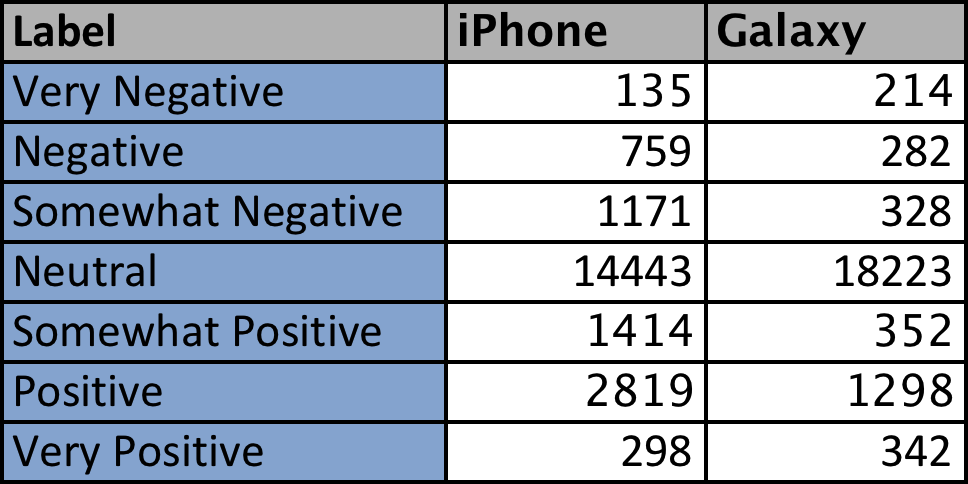 Label iPhone Galaxy
Very Negative 135 214
Negative 759 282
Somewhat Negative 1171 328
Neutral 14443 18223
Somewhat Positive 1414 352
Positive 2819 1298
Very Positive 298 342